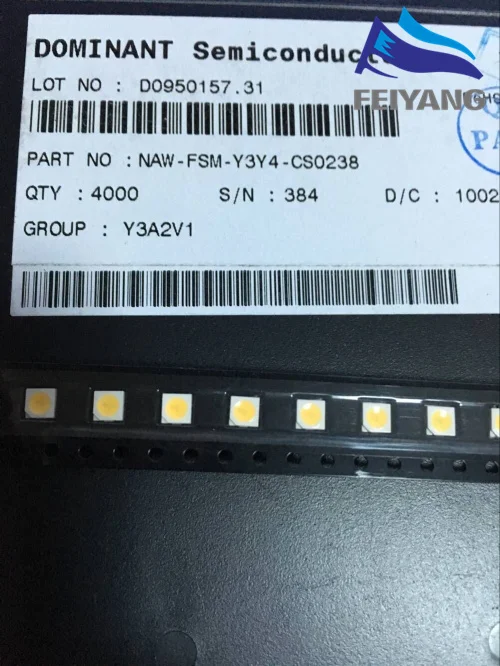 DOMINANT Semiconduct
LOT NO : D0950157.31
FEIYANG
PART NO : NAW-FSM-Y3Y4-CS0238
QTY : 4000 S/N : 384 D/C : 1002
GROUP : Y3A2V1